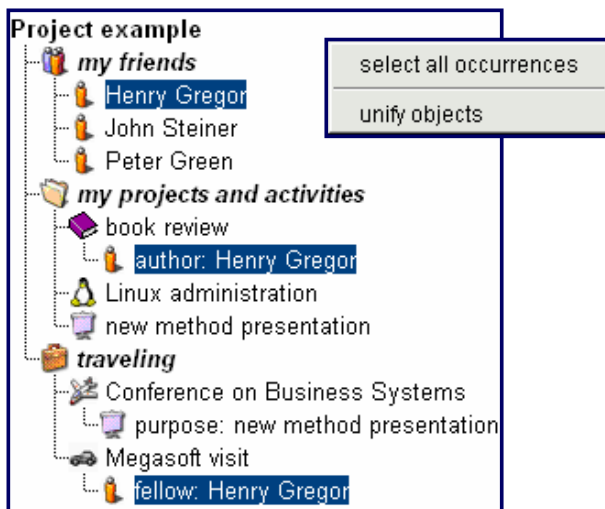 Project example
my friends
Henry Gregor
John Steiner
Peter Green
my projects and activities
book review
author: Henry Gregor
Linux administration
new method presentation
traveling
Conference on Business Systems
purpose: new method presentation
Megasoft visit
fellow: Henry Gregor
select all occurrences
unify objects